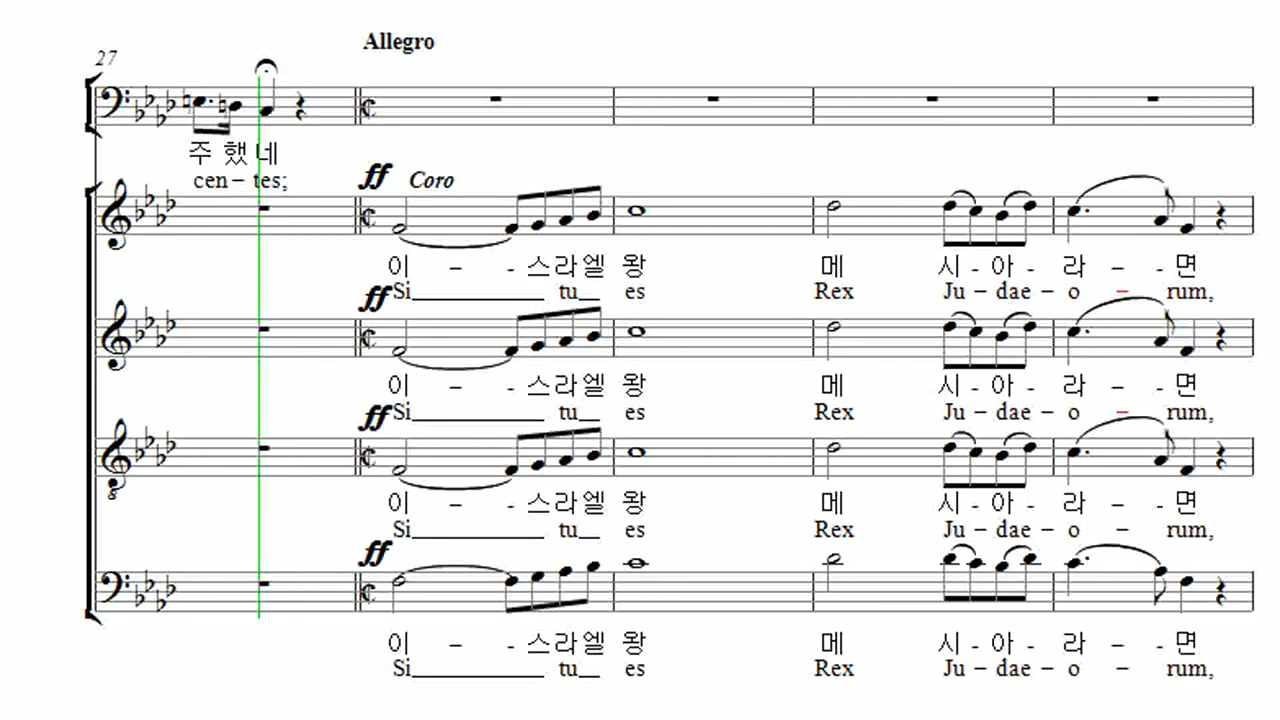 Allegro
27
주 했 네
cen – tes;
ff Coro
이 – - 스라엘 왕 메 시 - 아 - 라 – - 면
Si tu es Rex Ju – dae – o – rum,
ff
이 – - 스라엘 왕 메 시 - 아 - 라 – - 면
Si tu es Rex Ju – dae – o – rum,
ff
이 – - 스라엘 왕 메 시 - 아 - 라 – - 면
Si tu es Rex Ju – dae – o – rum,
8
ff
이 – - 스라엘 왕 메 시 - 아 - 라 – - 면
Si tu es Rex Ju – dae – o – rum,